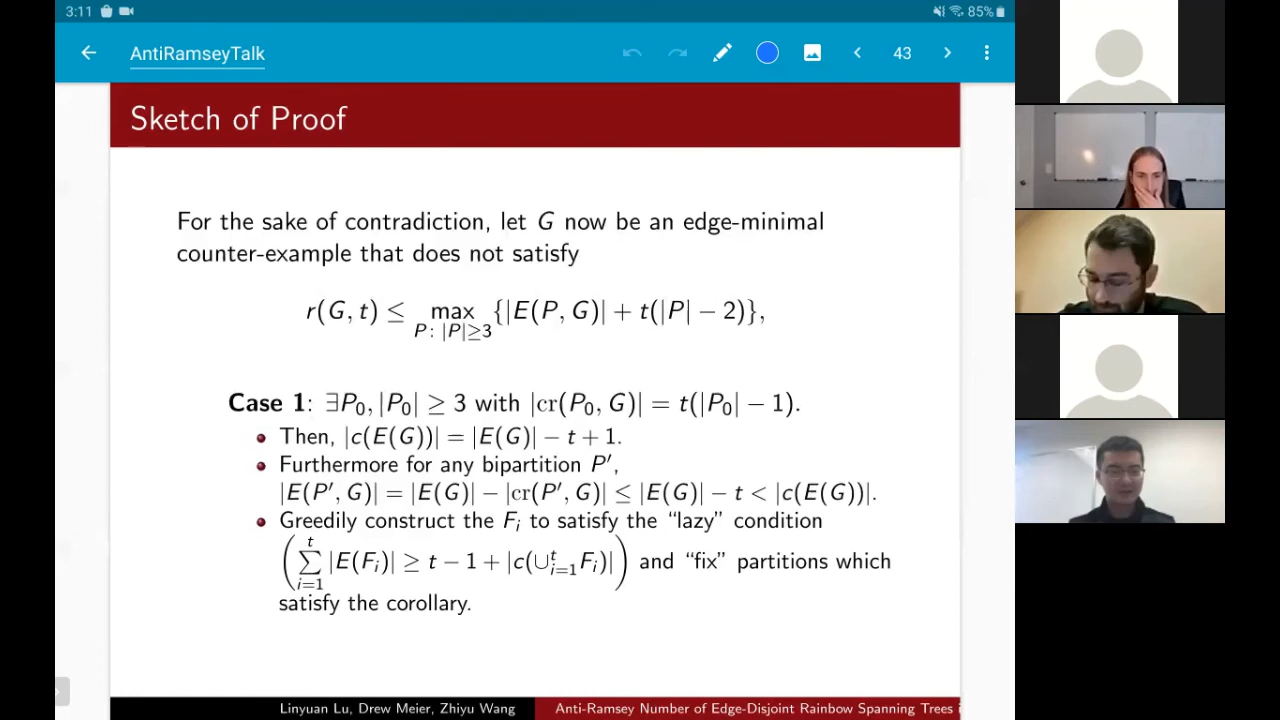 3:11 85%
AntiRamseyTalk 43
Sketch of Proof
For the sake of contradiction, let G now be an edge-minimal
counter-example that does not satisfy
r(G, t) ≤ max {|E(P, G)| + t(|P| − 2)},
P: |P|≥3
Case 1: ∃P₀, |P₀| ≥ 3 with |cr(P₀, G)| = t(|P₀| − 1).
• Then, |c(E(G))| = |E(G)| − t + 1.
• Furthermore for any bipartition P′,
|E(P′, G)| = |E(G)| − |cr(P′, G)| ≤ |E(G)| − t < |c(E(G))|.
• Greedily construct the Fᵢ to satisfy the “lazy” condition
t
(∑ |E(Fᵢ)| ≥ t − 1 + |c(∪ᵗᵢ₌₁Fᵢ)|) and “fix” partitions which
i=1
satisfy the corollary.
Linyuan Lu, Drew Meier, Zhiyu Wang Anti-Ramsey Number of Edge-Disjoint Rainbow Spanning Trees i